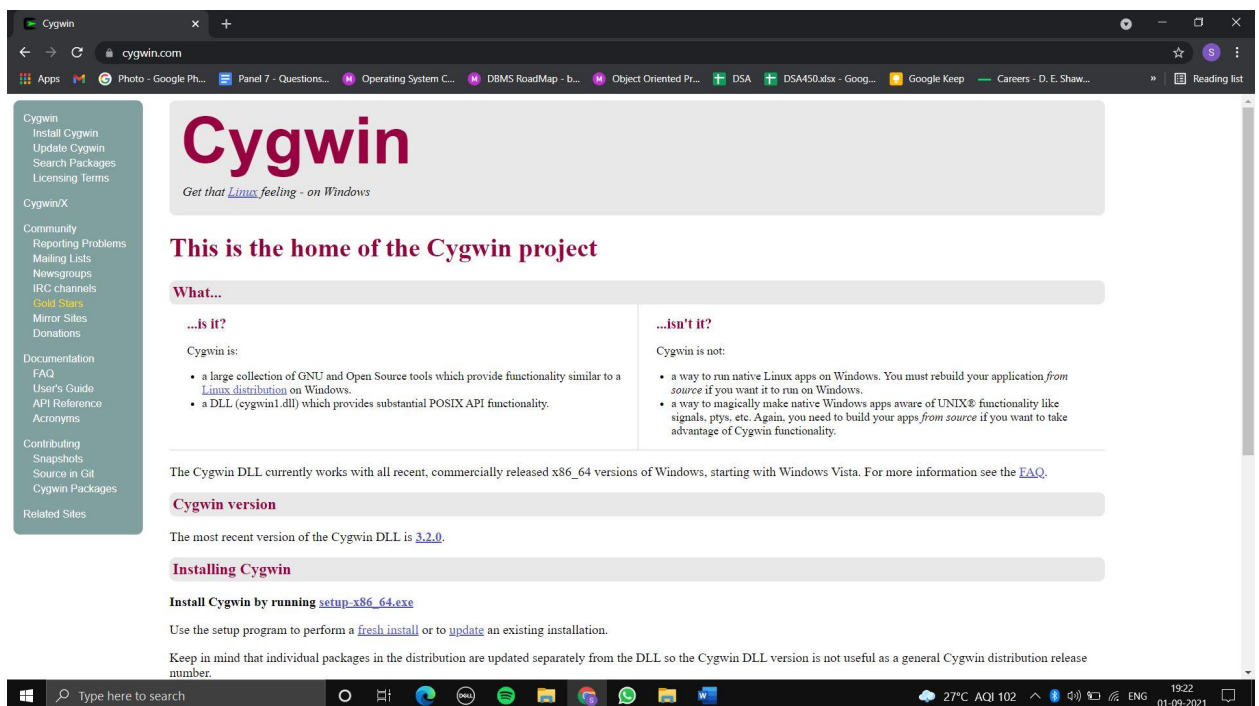 Cygwin
cygwin.com
S
Apps
Photo - Google Ph...
Panel 7 - Questions...
Operating System C...
DBMS RoadMap - b...
Object Oriented Pr...
DSA
DSA450.xlsx - Goog...
Google Keep
Careers - D. E. Shaw...
»
Reading list
Cygwin
Install Cygwin
Update Cygwin
Search Packages
Licensing Terms
Cygwin/X
Community
Reporting Problems
Mailing Lists
Newsgroups
IRC channels
Gold Stars
Mirror Sites
Donations
Documentation
FAQ
User's Guide
API Reference
Acronyms
Contributing
Snapshots
Source in Git
Cygwin Packages
Related Sites
Cygwin
Get that Linux feeling - on Windows
This is the home of the Cygwin project
What...
...is it?
Cygwin is:
• a large collection of GNU and Open Source tools which provide functionality similar to a
Linux distribution on Windows.
• a DLL (cygwin1.dll) which provides substantial POSIX API functionality.
...isn't it?
Cygwin is not:
• a way to run native Linux apps on Windows. You must rebuild your application from
source if you want it to run on Windows.
• a way to magically make native Windows apps aware of UNIX® functionality like
signals, ptys, etc. Again, you need to build your apps from source if you want to take
advantage of Cygwin functionality.
The Cygwin DLL currently works with all recent, commercially released x86_64 versions of Windows, starting with Windows Vista. For more information see the FAQ.
Cygwin version
The most recent version of the Cygwin DLL is 3.2.0.
Installing Cygwin
Install Cygwin by running setup-x86_64.exe
Use the setup program to perform a fresh install or to update an existing installation.
Keep in mind that individual packages in the distribution are updated separately from the DLL so the Cygwin DLL version is not useful as a general Cygwin distribution release
number.
Type here to search
DELL
27°C AQI 102
ENG
19:22
01-09-2021